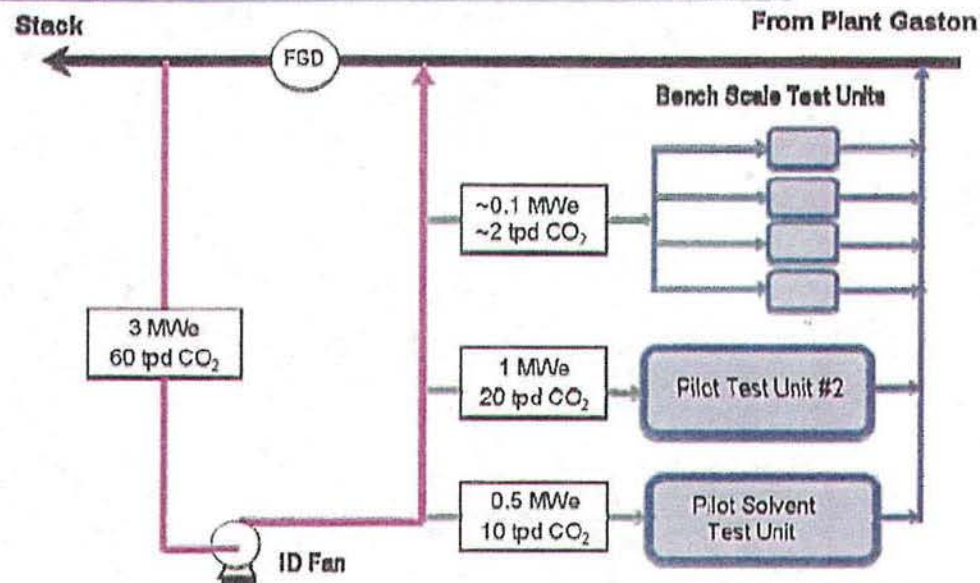 Stack
From Plant Gaston
FGD
Bench Scale Test Units
~0.1 MWe
~2 tpd CO₂
3 MWe
60 tpd CO₂
1 MWe
20 tpd CO₂
Pilot Test Unit #2
0.5 MWe
10 tpd CO₂
Pilot Solvent
Test Unit
ID Fan